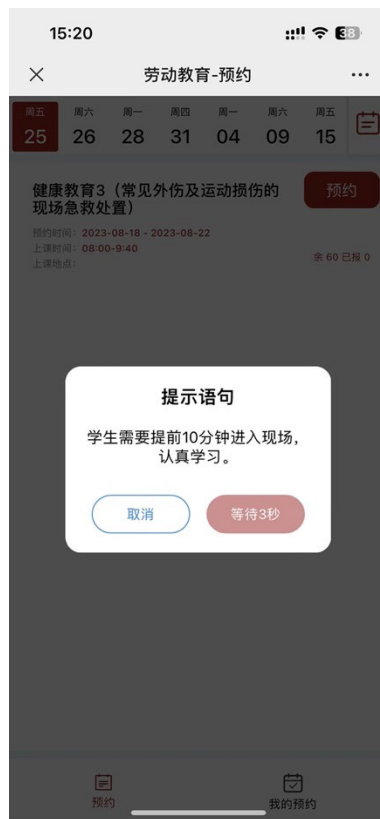 15:20
38
劳动教育-预约
周五 周六 周一 周四 周一 周六 周五
25 26 28 31 04 09 15
健康教育3（常见外伤及运动损伤的
现场急救处置）
预约
预约时间: 2023-08-18 - 2023-08-22
上课时间: 08:00-9:40
上课地点:
余 60 已报 0
提示语句
学生需要提前10分钟进入现场，
认真学习。
取消
等待3秒
预约
我的预约